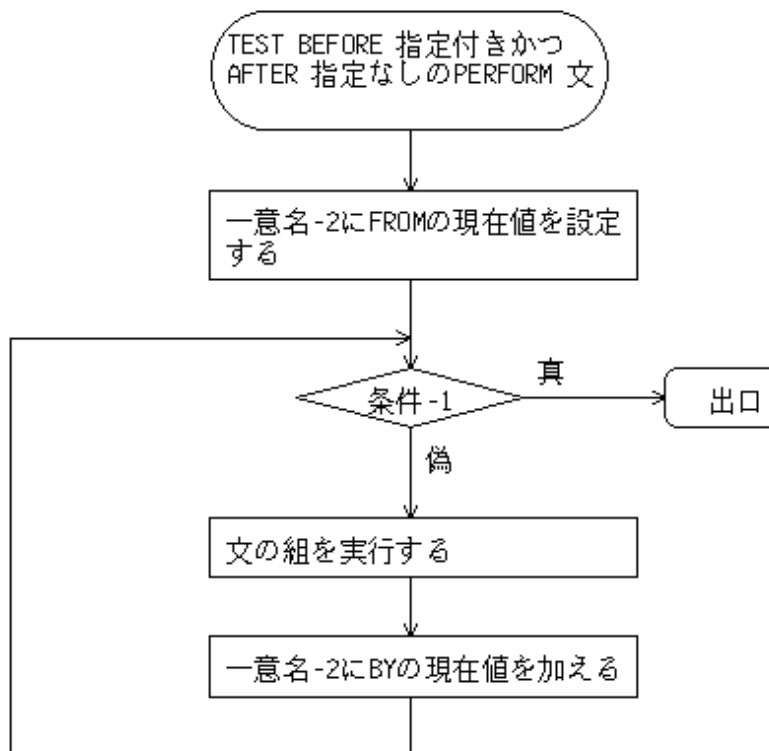 TEST BEFORE 指定付きかつ
AFTER 指定なしのPERFORM 文
一意名-2にFROMの現在値を設定
する
条件-1
真
出口
偽
文の組を実行する
一意名-2にBYの現在値を加える